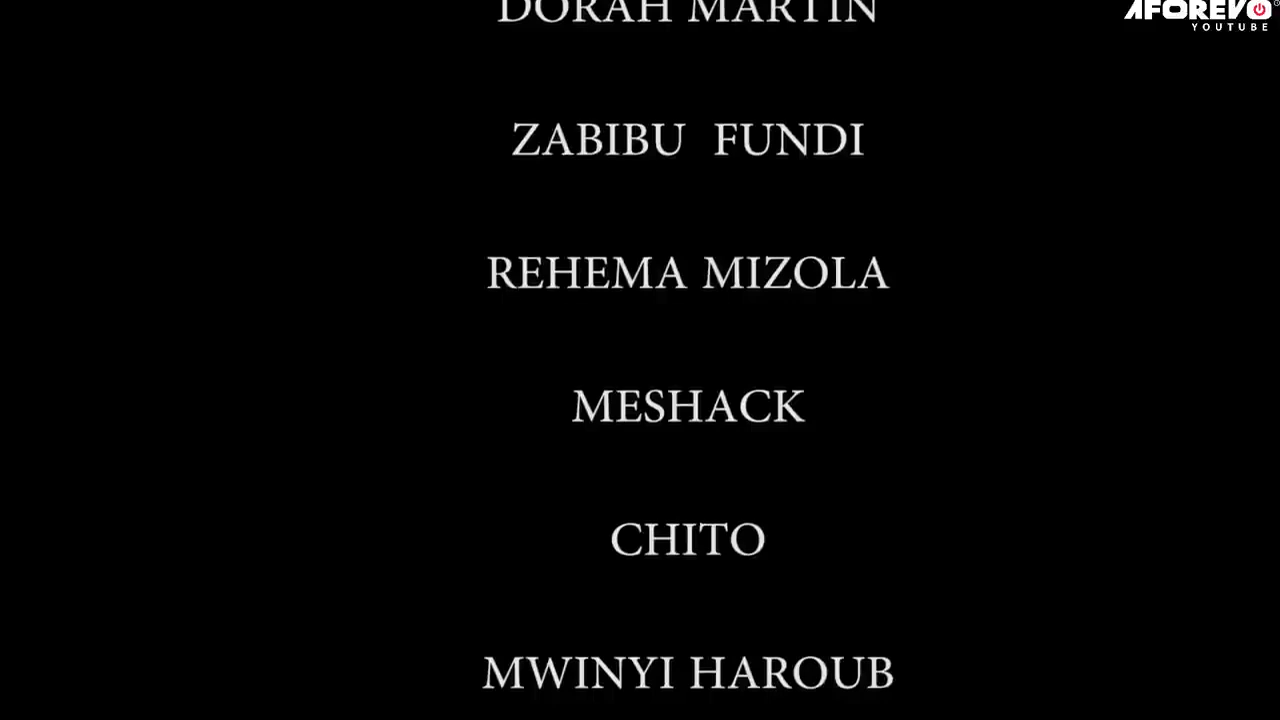 DORAH MARTIN
AFOREVO
YOUTUBE
ZABIBU FUNDI
REHEMA MIZOLA
MESHACK
CHITO
MWINYI HAROUB